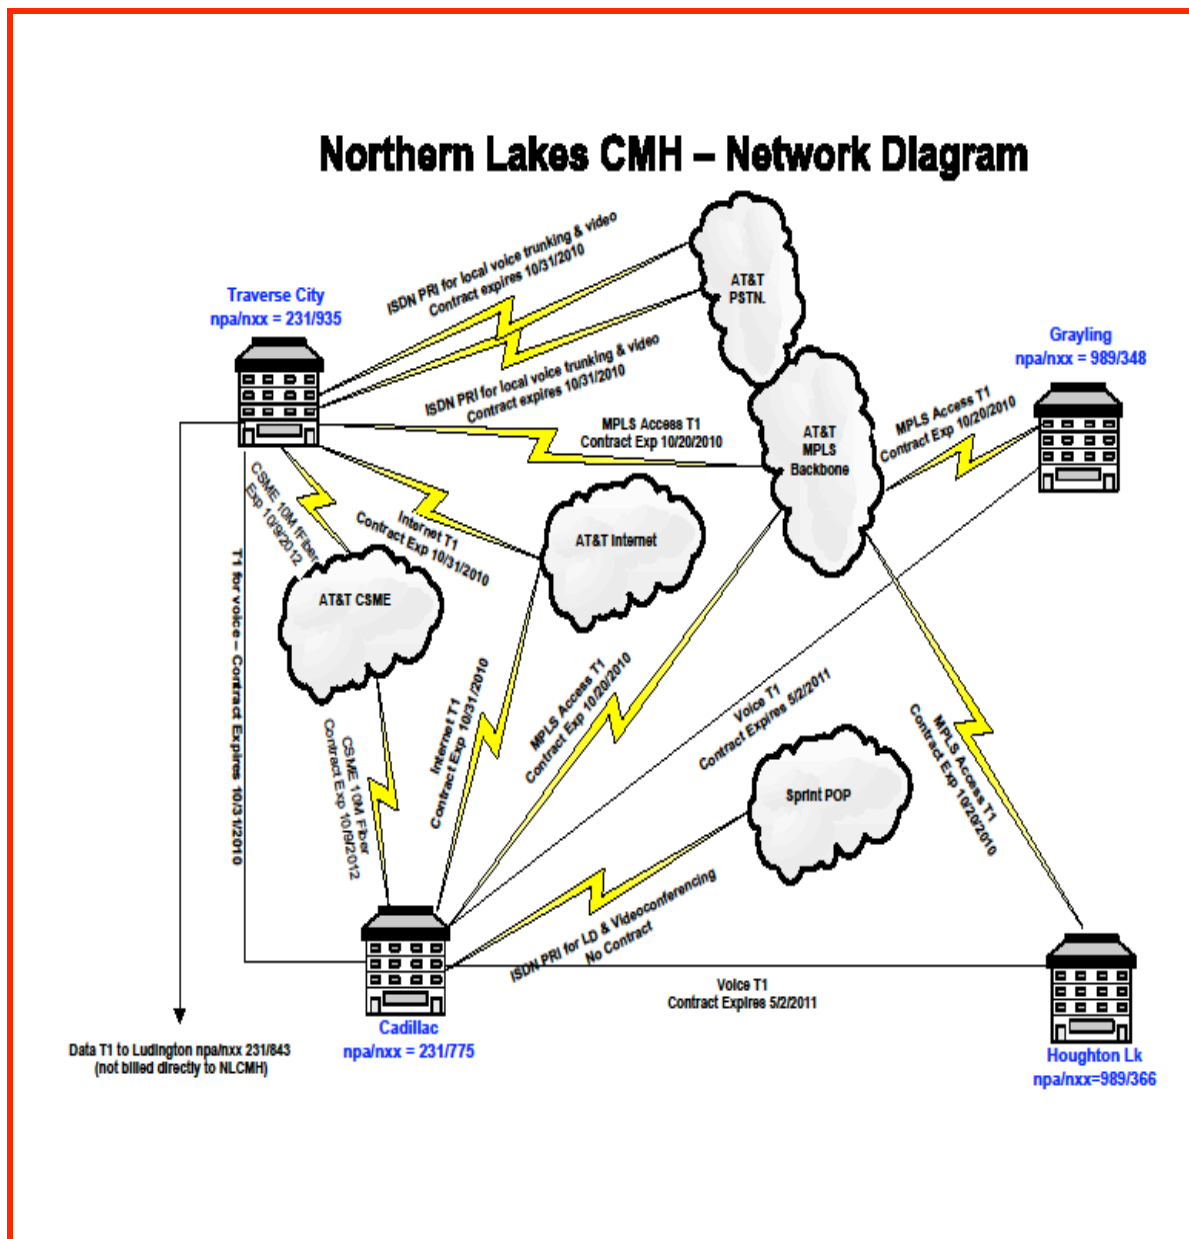 Northern Lakes CMH – Network Diagram
ISDN PRI for local voice trunking & video
Contract expires 10/31/2010
AT&T
PSTN.
Traverse City
npa/nxx = 231/935
Grayling
npa/nxx = 989/348
ISDN PRI for local voice trunking & video
Contract expires 10/31/2010
MPLS Access T1
Contract Exp 10/20/2010
AT&T
MPLS
Backbone
MPLS Access T1
Contract Exp 10/20/2010
CSME 10M fFiber
Exp 10/9/2012
Internet T1
Contract Exp 10/31/2010
AT&T Internet
AT&T CSME
T1 for voice – Contract Expires 10/31/2010
CSME 10M Fiber
Contract Exp 10/9/2012
Internet T1
Contract Exp 10/31/2010
MPLS Access T1
Contract Exp 10/20/2010
Voice T1
Contract Expires 5/2/2011
MPLS Access T1
Contract Exp 10/20/2010
Sprint POP
ISDN PRI for LD & Videoconferencing
No Contract
Voice T1
Contract Expires 5/2/2011
Cadillac
npa/nxx = 231/775
Data T1 to Ludington npa/nxx 231/843
(not billed directly to NLCMH)
Houghton Lk
npa/nxx=989/366